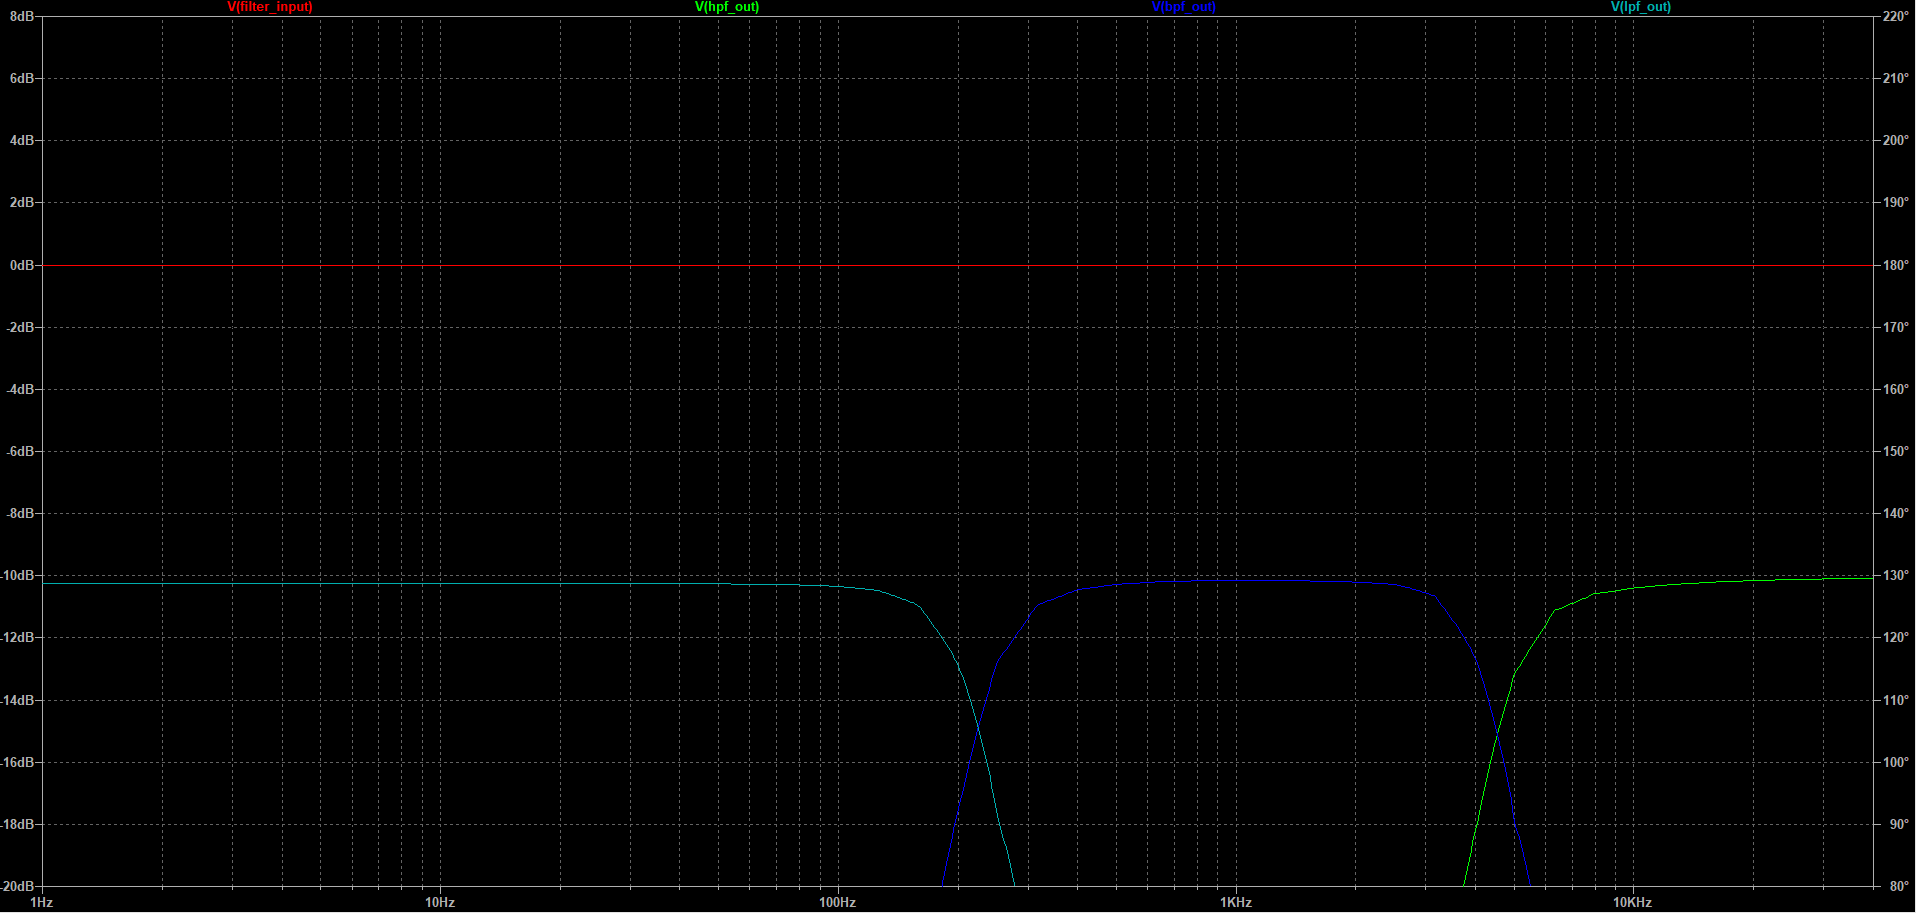 V(filter_input) V(hpf_out) V(bpf_out) V(lpf_out)
8dB 220°
6dB 210°
4dB 200°
2dB 190°
0dB 180°
-2dB 170°
-4dB 160°
-6dB 150°
-8dB 140°
-10dB 130°
-12dB 120°
-14dB 110°
-16dB 100°
-18dB 90°
-20dB 80°
1Hz 10Hz 100Hz 1KHz 10KHz